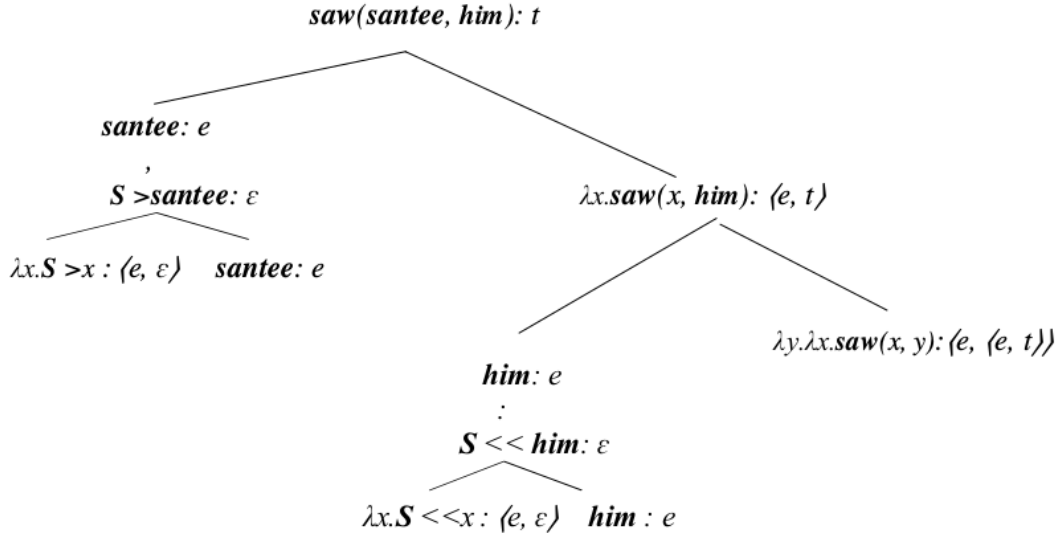 saw(santee, him): t
santee: e
,
S >santee: ε
λx.saw(x, him): ⟨e, t⟩
λx.S >x : ⟨e, ε⟩ santee: e
λy.λx.saw(x, y):⟨e, ⟨e, t⟩⟩
him: e
:
S << him: ε
λx.S <<x : ⟨e, ε⟩ him : e